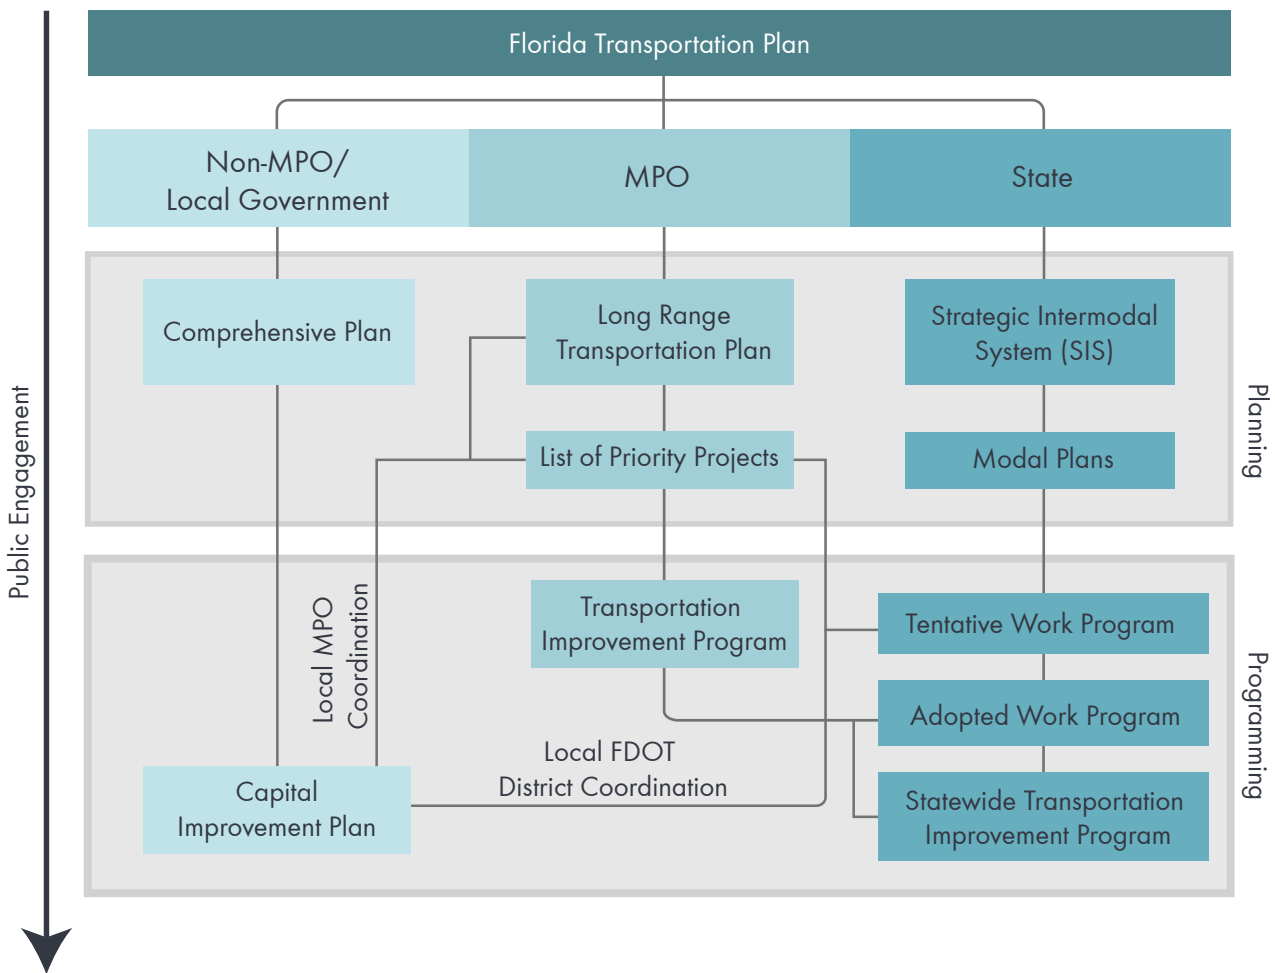 Florida Transportation Plan
Non-MPO/
Local Government
MPO
State
Comprehensive Plan
Long Range
Transportation Plan
Strategic Intermodal
System (SIS)
List of Priority Projects
Modal Plans
Planning
Public Engagement
Transportation
Improvement Program
Tentative Work Program
Local MPO
Coordination
Adopted Work Program
Programming
Local FDOT
District Coordination
Capital
Improvement Plan
Statewide Transportation
Improvement Program